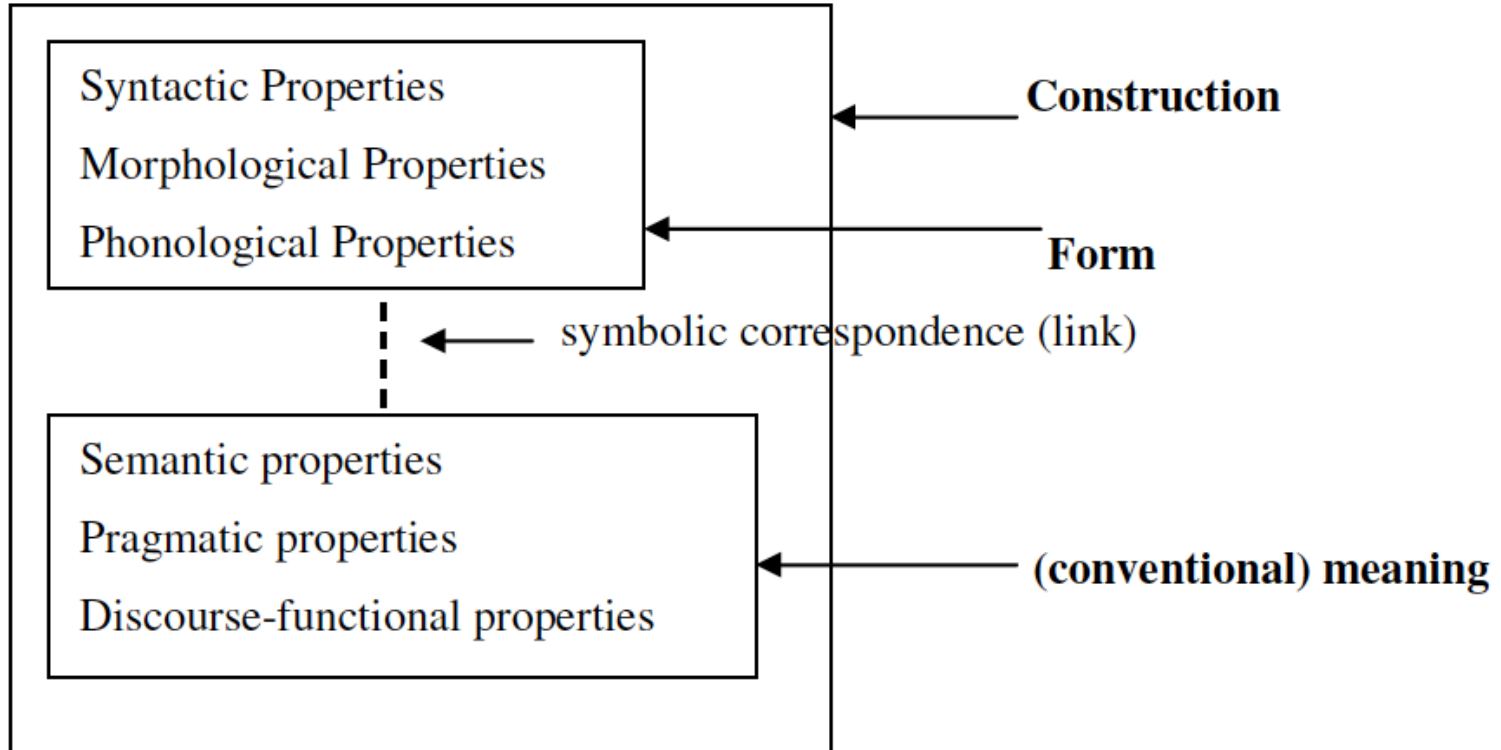 Syntactic Properties
Construction
Morphological Properties
Phonological Properties
Form
symbolic correspondence (link)
Semantic properties
Pragmatic properties
(conventional) meaning
Discourse-functional properties